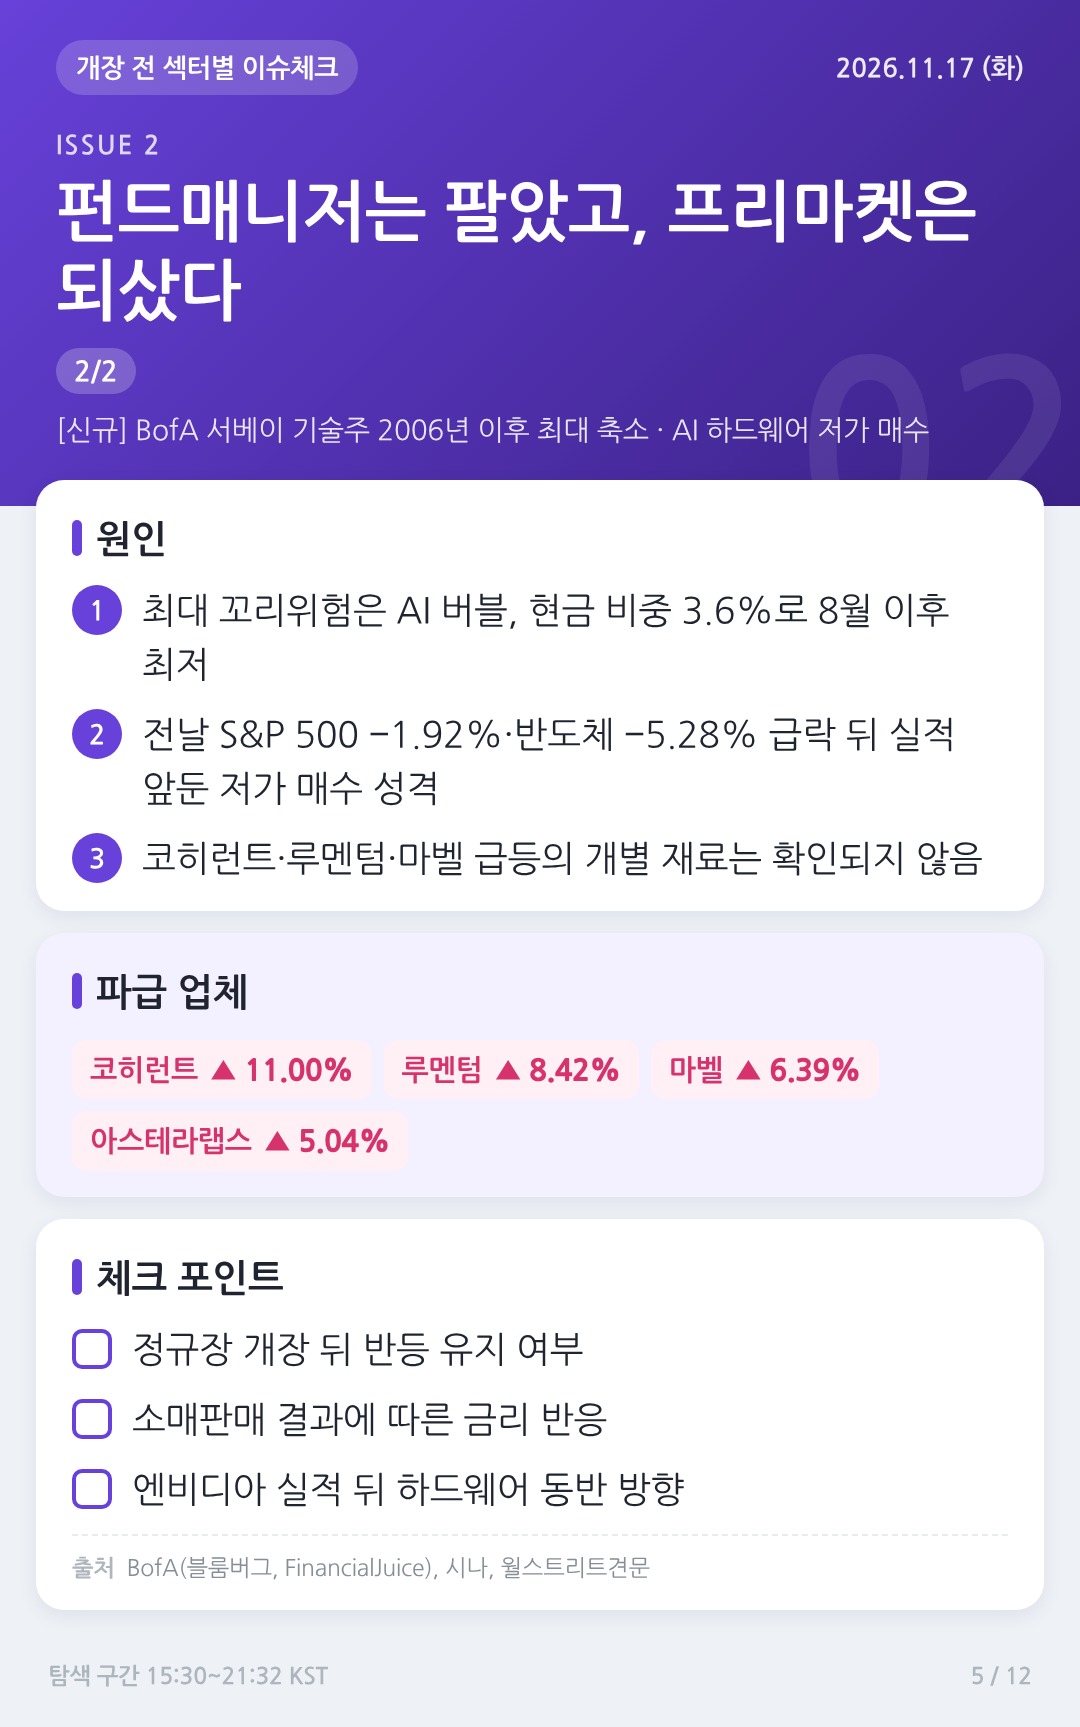 개장 전 섹터별 이슈체크
2026.11.17 (화)
ISSUE 2
펀드매니저는 팔았고, 프리마켓은
되샀다
2/2
02
[신규] BofA 서베이 기술주 2006년 이후 최대 축소 · AI 하드웨어 저가 매수
원인
1 최대 꼬리위험은 AI 버블, 현금 비중 3.6%로 8월 이후
최저
2 전날 S&P 500 −1.92%·반도체 −5.28% 급락 뒤 실적
앞둔 저가 매수 성격
3 코히런트·루멘텀·마벨 급등의 개별 재료는 확인되지 않음
파급 업체
코히런트 ▲ 11.00% 루멘텀 ▲ 8.42% 마벨 ▲ 6.39%
아스테라랩스 ▲ 5.04%
체크 포인트
정규장 개장 뒤 반등 유지 여부
소매판매 결과에 따른 금리 반응
엔비디아 실적 뒤 하드웨어 동반 방향
출처 BofA(블룸버그, FinancialJuice), 시나, 월스트리트견문
탐색 구간 15:30~21:32 KST
5 / 12